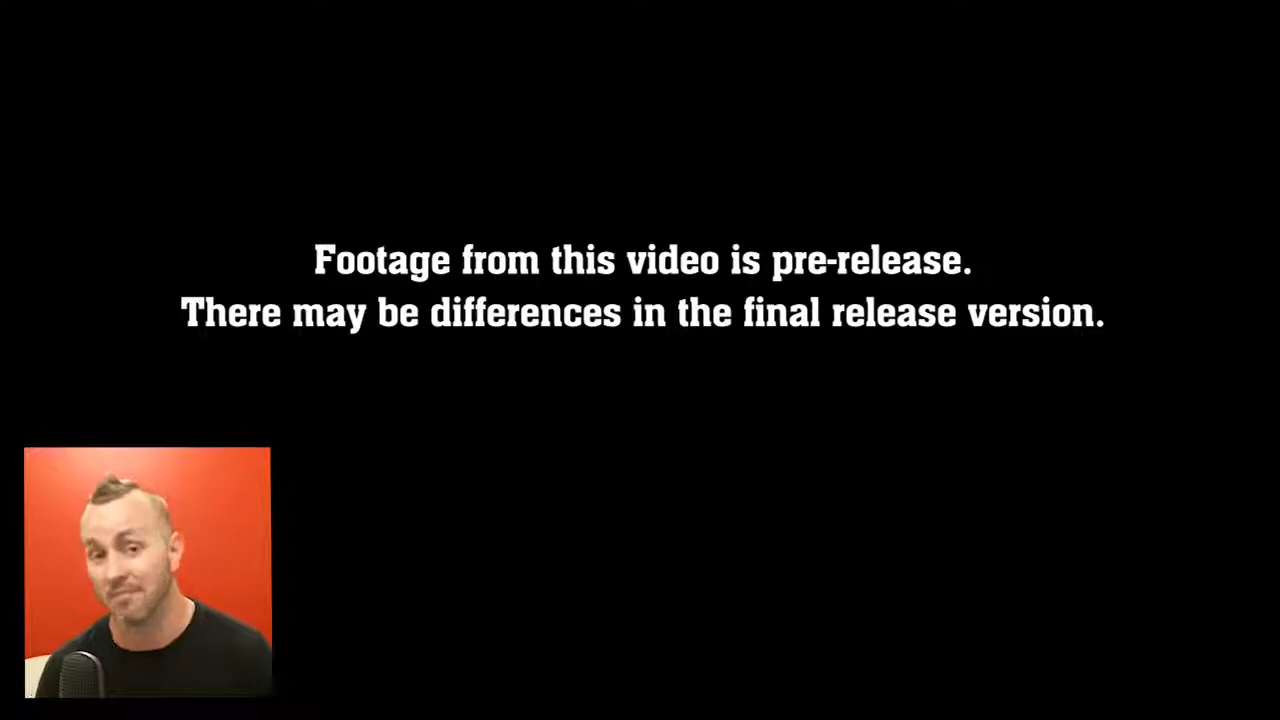 Footage from this video is pre-release.
There may be differences in the final release version.